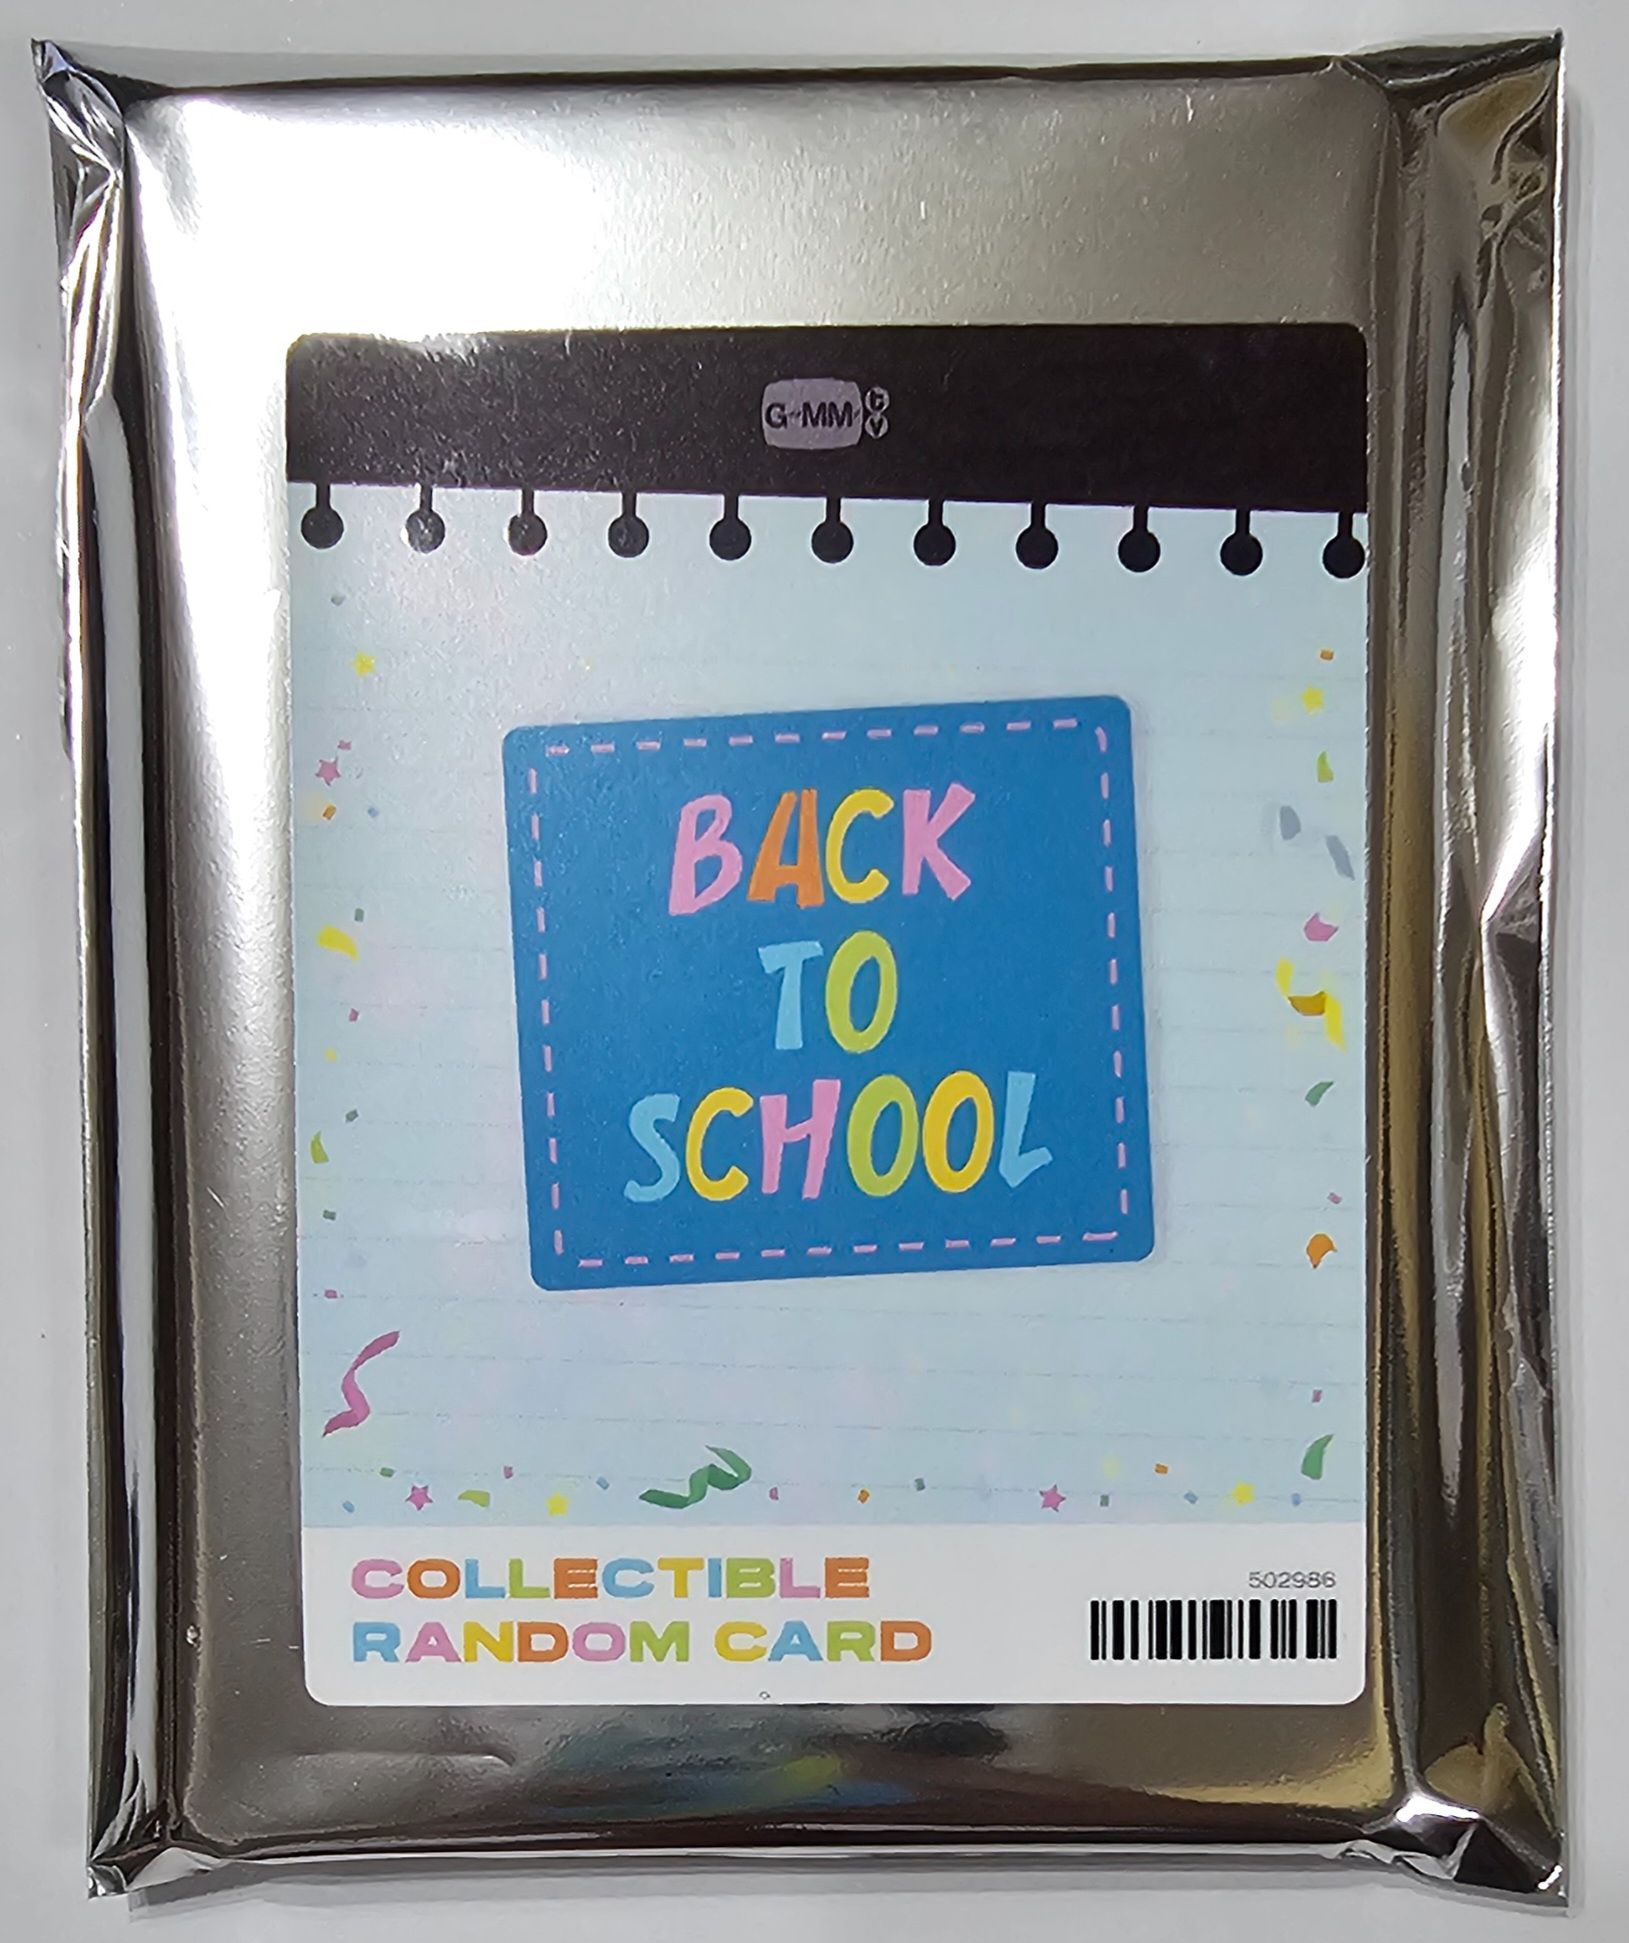 GMM
TV
BACK
TO
SCHOOL
COLLECTIBLE
RANDOM CARD
502986